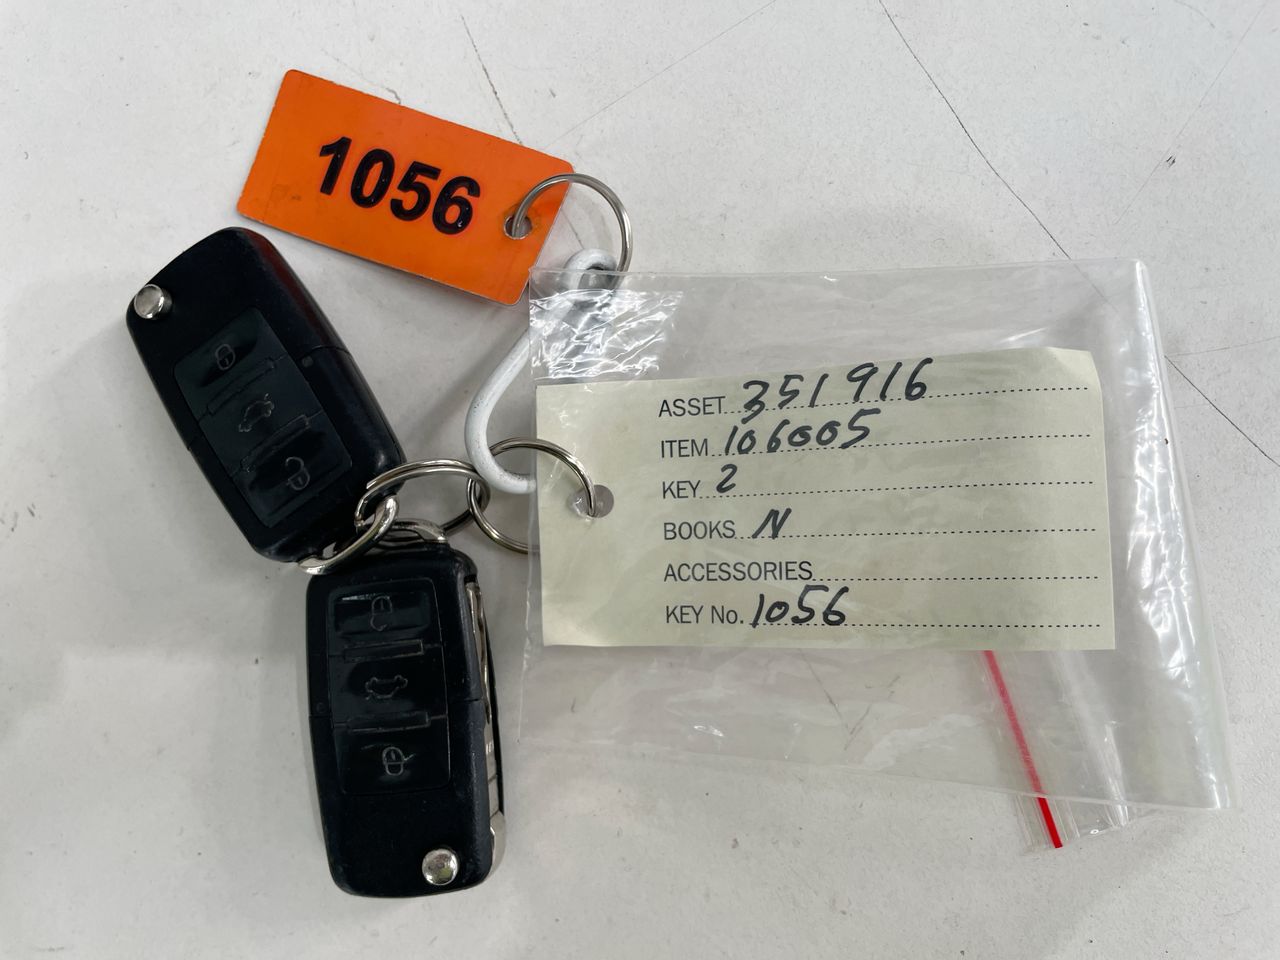 1056
ASSET 351916
ITEM 106005
KEY 2
BOOKS N
ACCESSORIES
KEY No. 1056